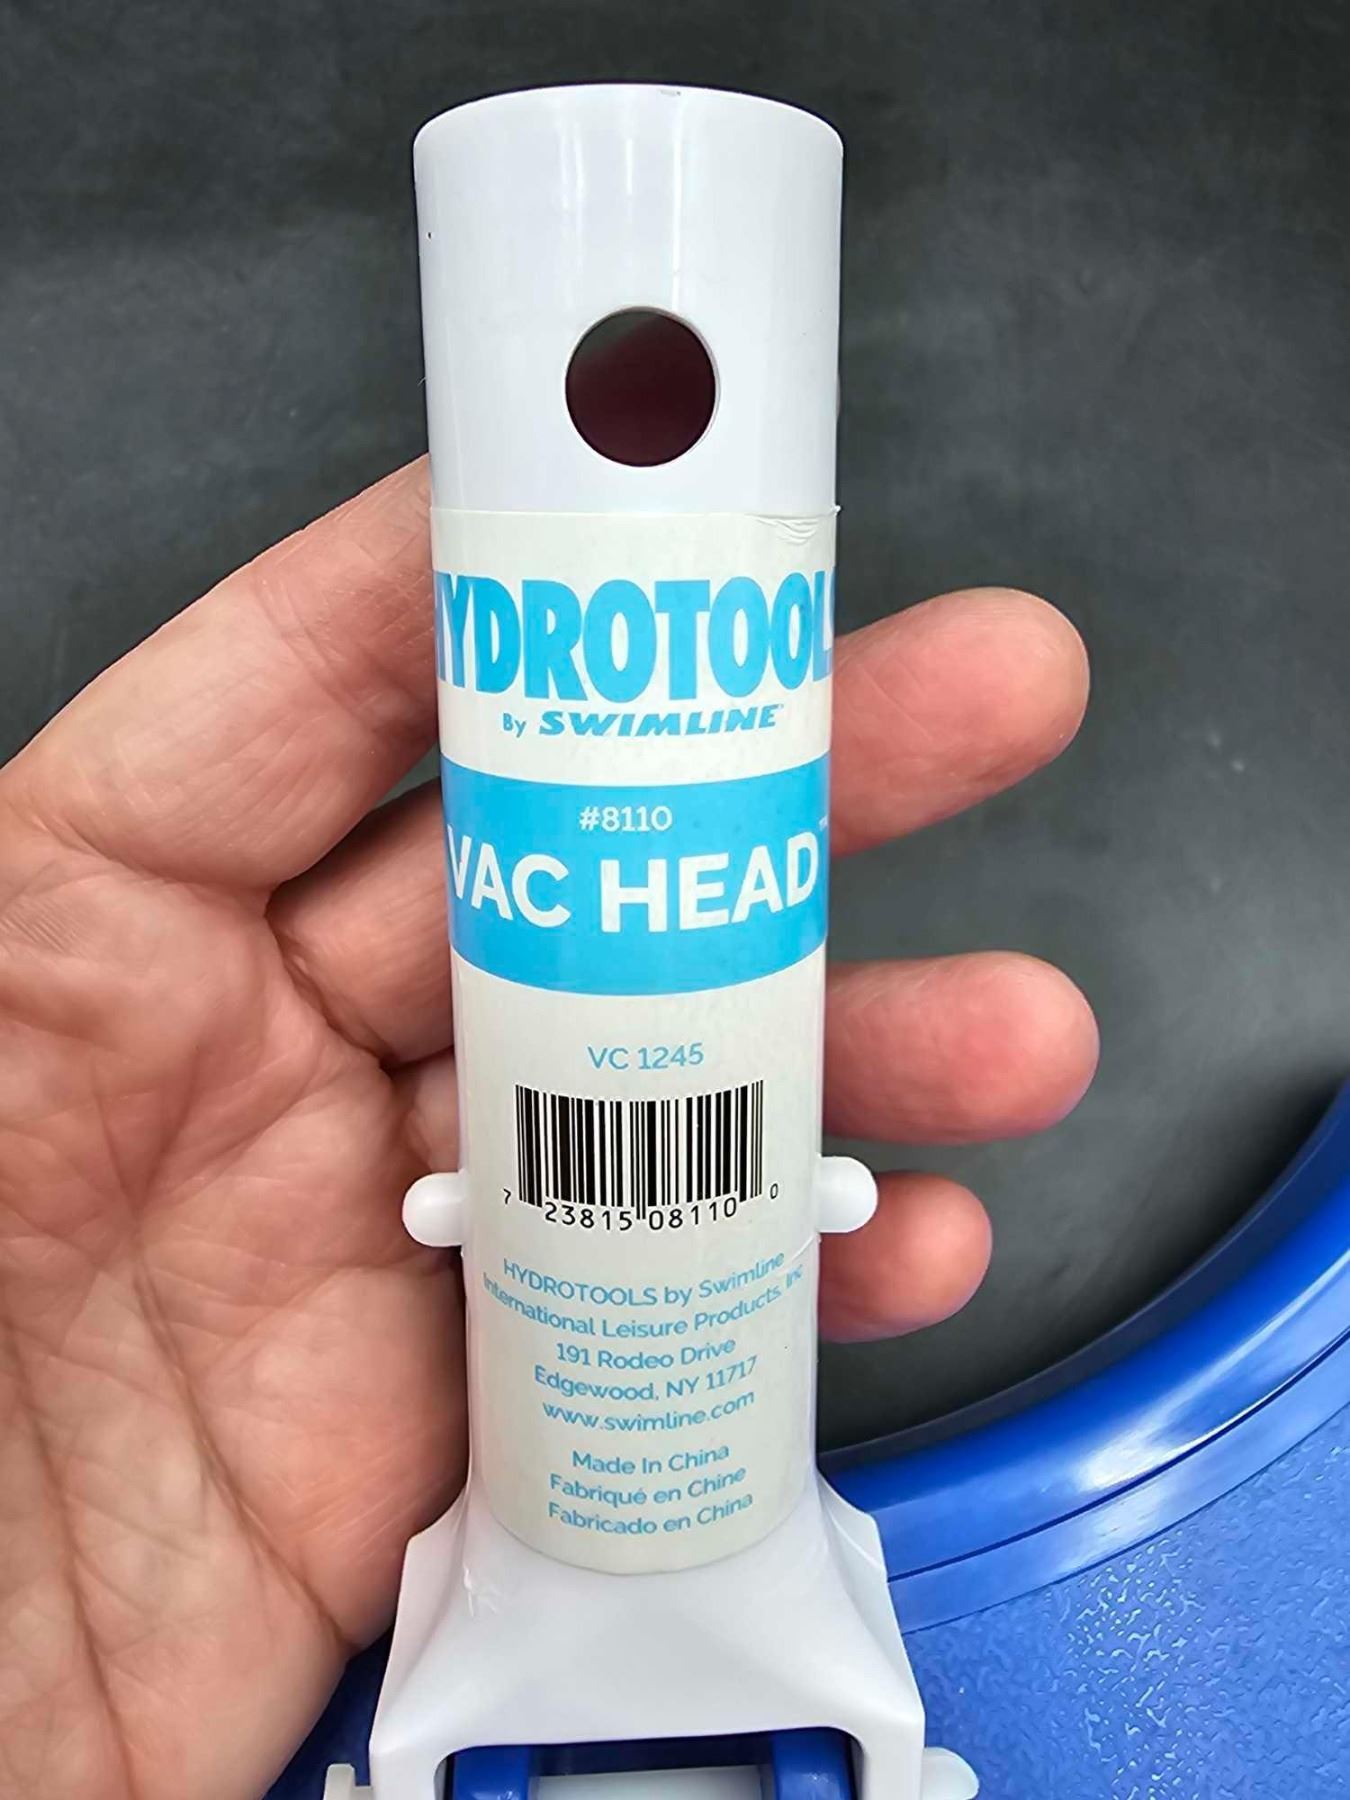 HYDROTOOLS
By SWIMLINE
#8110
VAC HEAD™
VC 1245
7 23815 08110 0
HYDROTOOLS by Swimline
International Leisure Products, Inc
191 Rodeo Drive
Edgewood, NY 11717
www.swimline.com
Made In China
Fabriqué en Chine
Fabricado en China